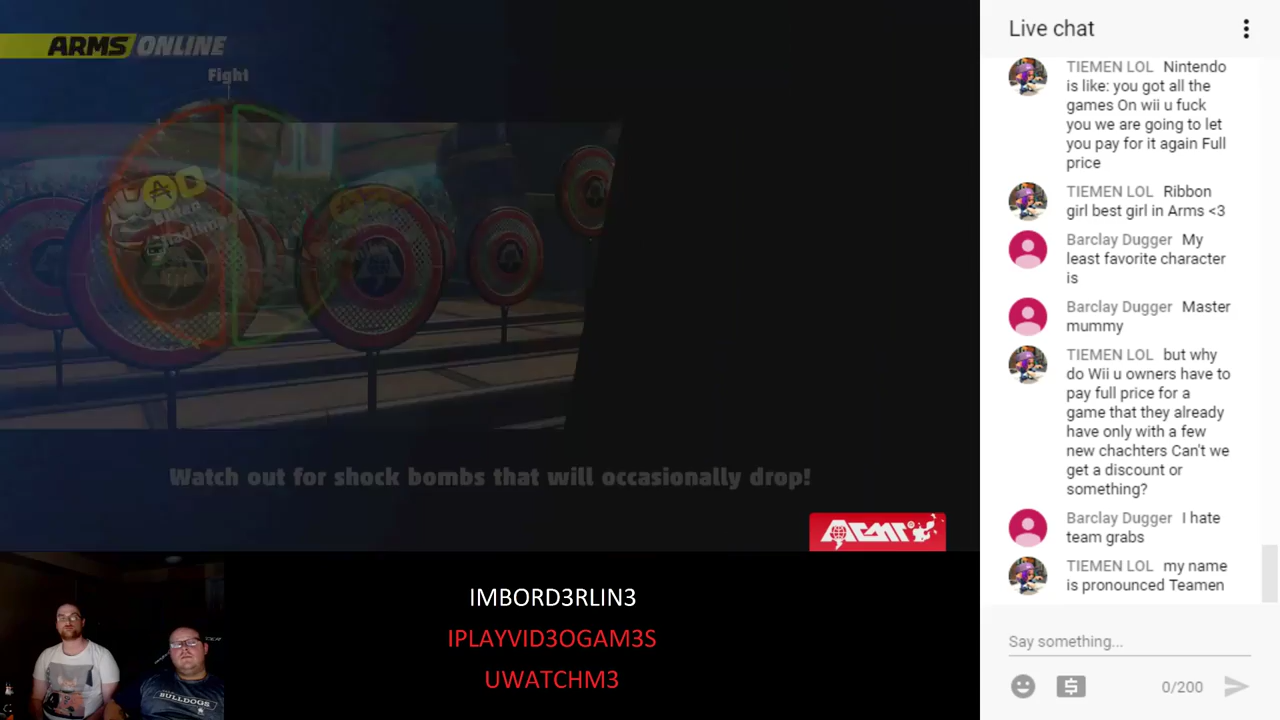 ARMS ONLINE
Fight
Watch out for shock bombs that will occasionally drop!
IMBORD3RLIN3
IPLAYVID3OGAM3S
UWATCHM3
BULLDOGS
Live chat
TIEMEN LOL Nintendo
is like: you got all the
games On wii u fuck
you we are going to let
you pay for it again Full
price
TIEMEN LOL Ribbon
girl best girl in Arms <3
Barclay Dugger My
least favorite character
is
Barclay Dugger Master
mummy
TIEMEN LOL but why
do Wii u owners have to
pay full price for a
game that they already
have only with a few
new chachters Can't we
get a discount or
something?
Barclay Dugger I hate
team grabs
TIEMEN LOL my name
is pronounced Teamen
Say something...
0/200